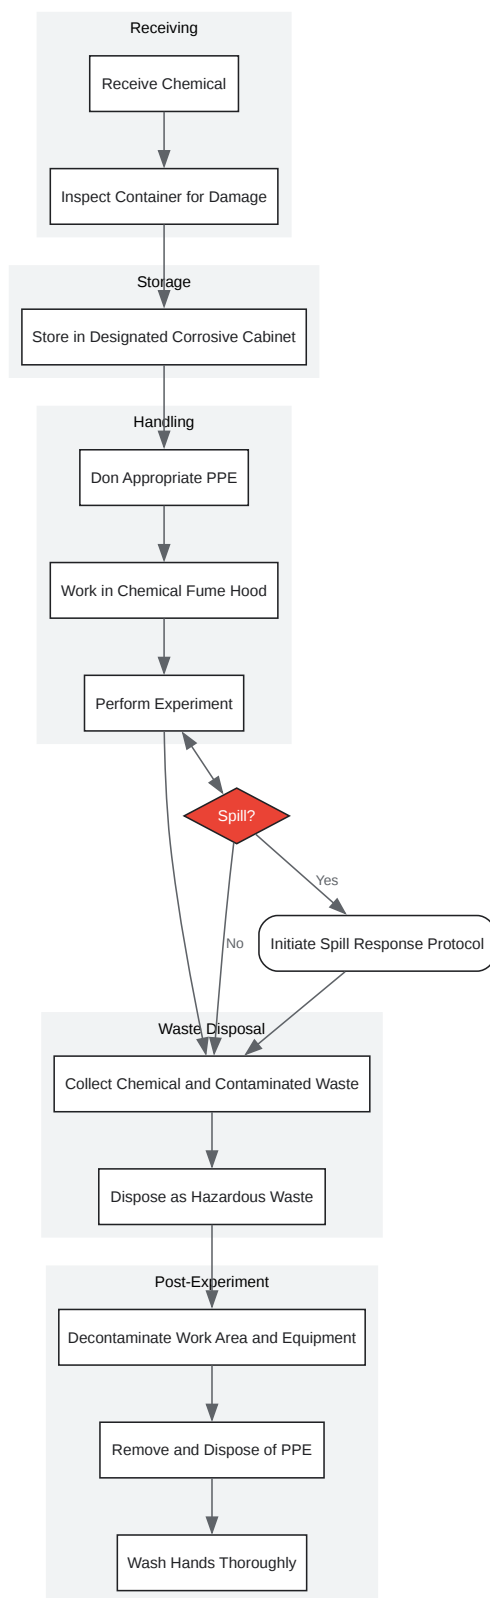 Receiving
Receive Chemical
Inspect Container for Damage
Storage
Store in Designated Corrosive Cabinet
Handling
Don Appropriate PPE
Work in Chemical Fume Hood
Perform Experiment
Spill?
Yes
No
Initiate Spill Response Protocol
Waste Disposal
Collect Chemical and Contaminated Waste
Dispose as Hazardous Waste
Post-Experiment
Decontaminate Work Area and Equipment
Remove and Dispose of PPE
Wash Hands Thoroughly